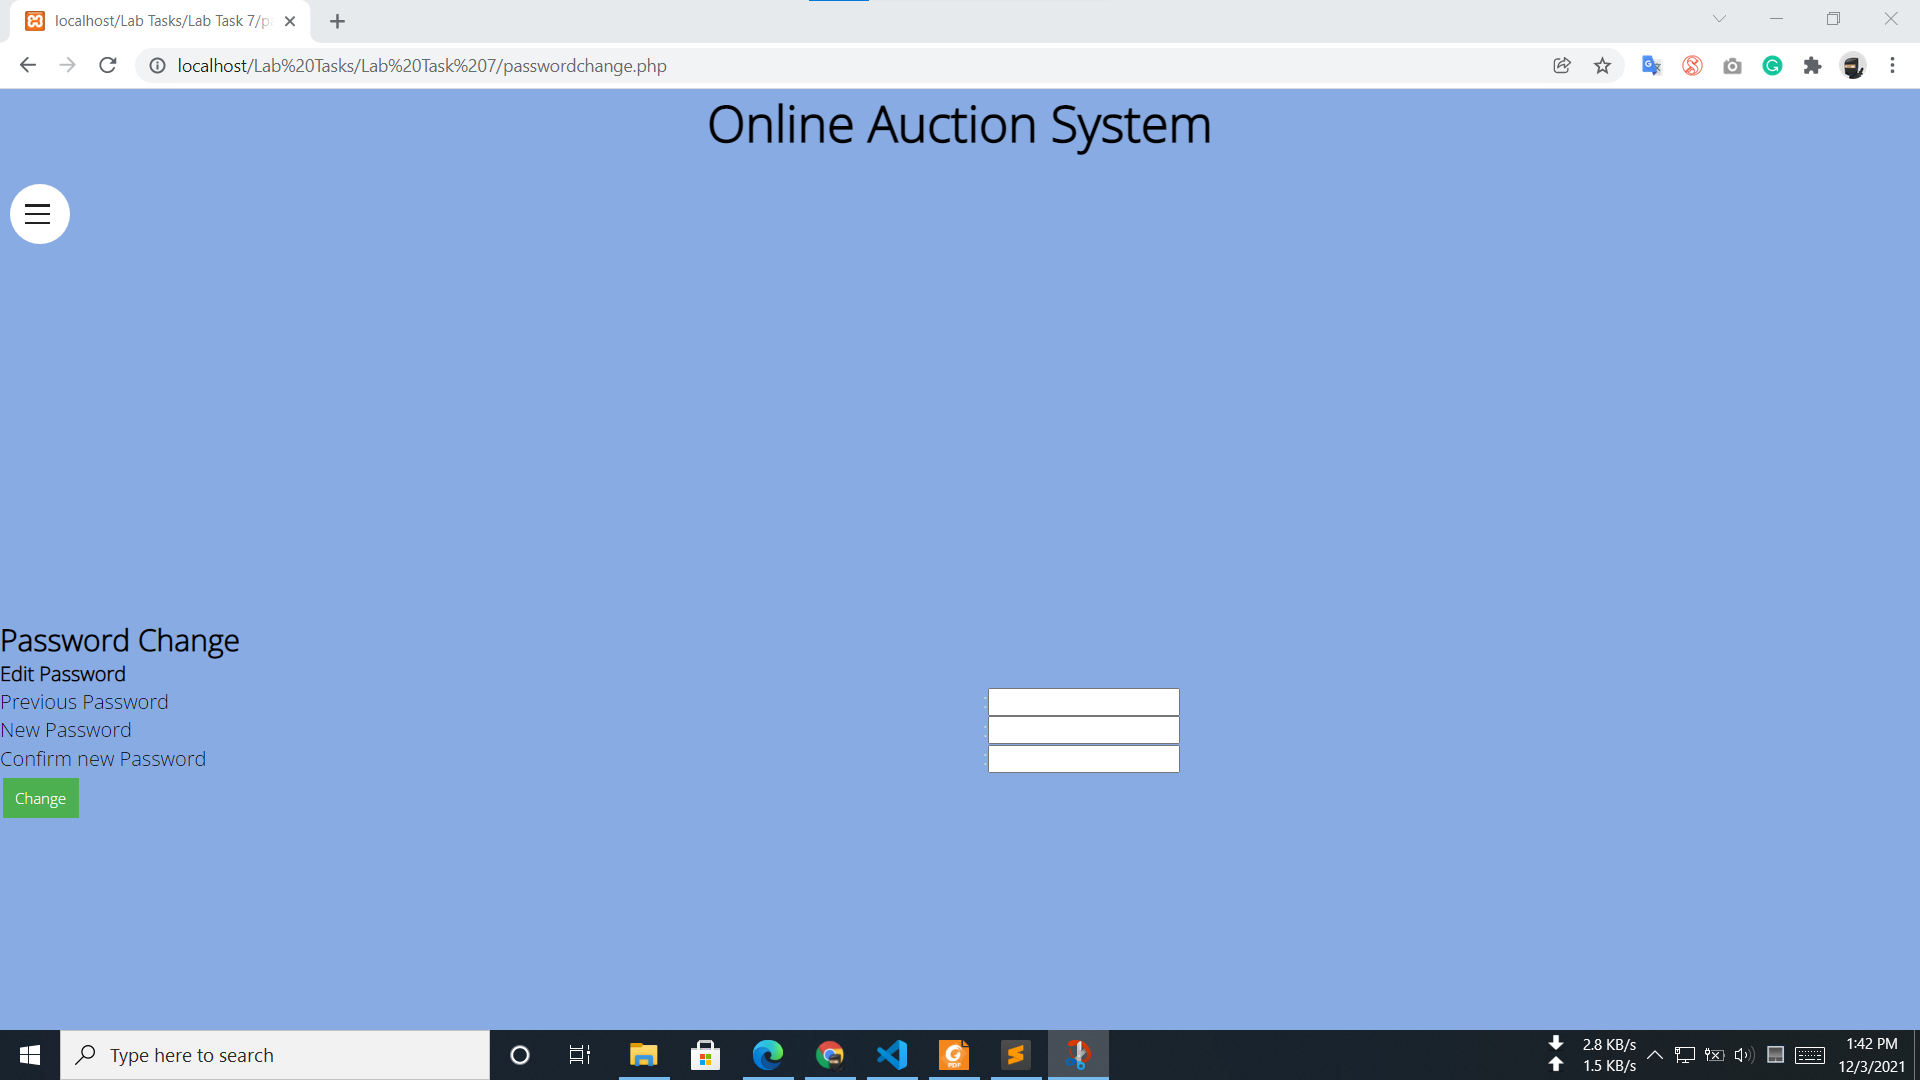 localhost/Lab Tasks/Lab Task 7/pa
localhost/Lab%20Tasks/Lab%20Task%207/passwordchange.php
Online Auction System
Password Change
Edit Password
Previous Password :
New Password :
Confirm new Password :
Change
Type here to search
PDF
2.8 KB/s
1.5 KB/s
1:42 PM
12/3/2021